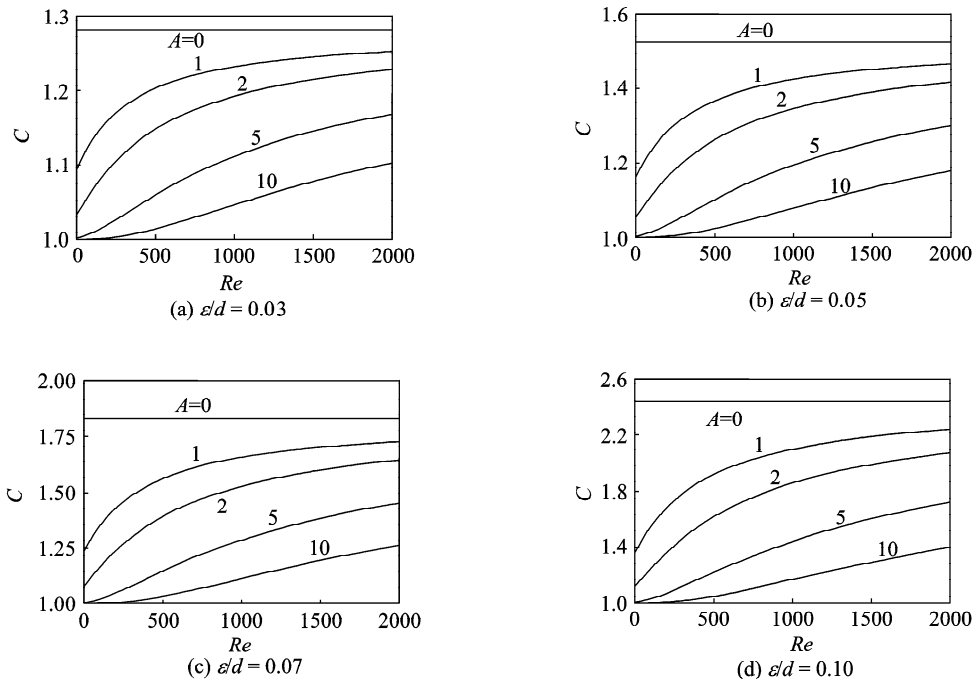 1.3
1.2
1.1
1.0
C
A=0
1
2
5
10
0 500 1000 1500 2000
Re
(a) ε/d = 0.03
1.6
1.4
1.2
1.0
C
A=0
1
2
5
10
0 500 1000 1500 2000
Re
(b) ε/d = 0.05
2.00
1.75
1.50
1.25
1.00
C
A=0
1
2
5
10
0 500 1000 1500 2000
Re
(c) ε/d = 0.07
2.6
2.2
1.8
1.4
1.0
C
A=0
1
2
5
10
0 500 1000 1500 2000
Re
(d) ε/d = 0.10